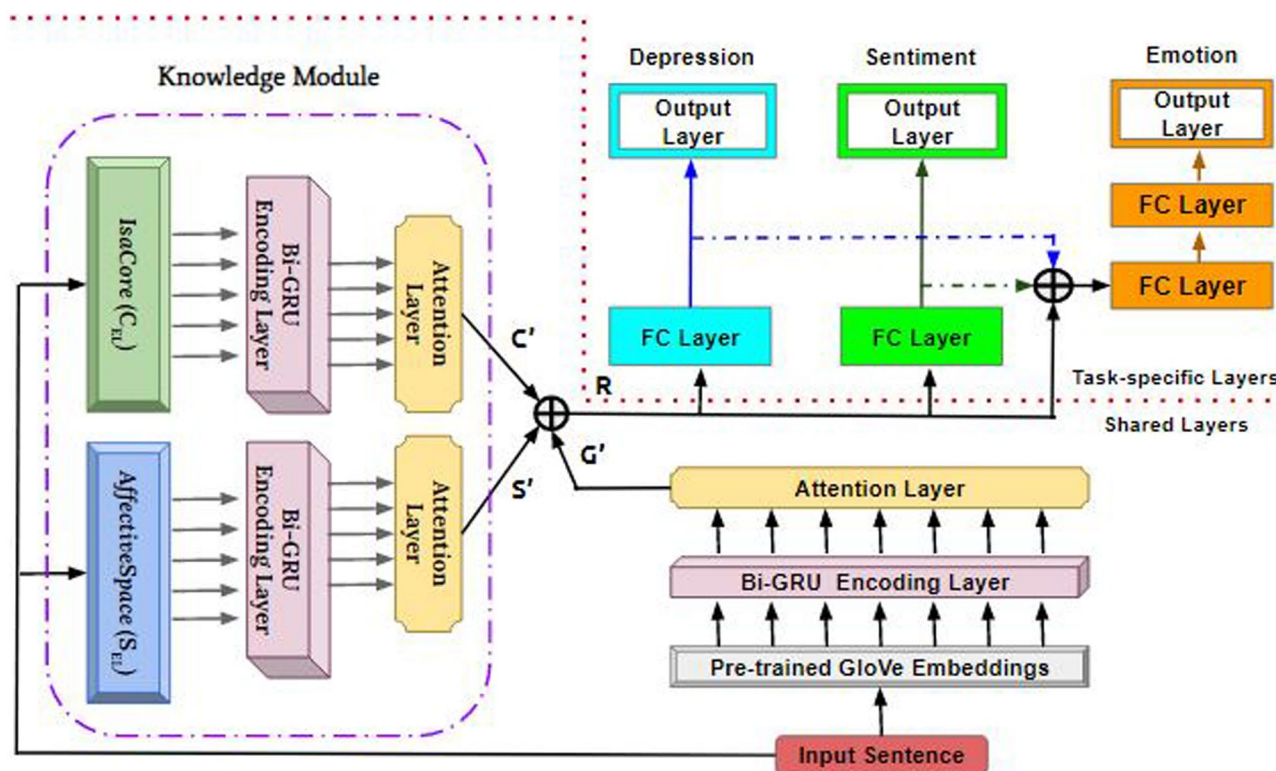 Knowledge Module
IsaCore (C_EL)
Bi-GRU
Encoding Layer
Attention
Layer
AffectiveSpace (S_EL)
Bi-GRU
Encoding Layer
Attention
Layer
C'
S'
G'
R
Depression
Output
Layer
FC Layer
Sentiment
Output
Layer
FC Layer
Emotion
Output
Layer
FC Layer
FC Layer
Task-specific Layers
Shared Layers
Attention Layer
Bi-GRU Encoding Layer
Pre-trained GloVe Embeddings
Input Sentence